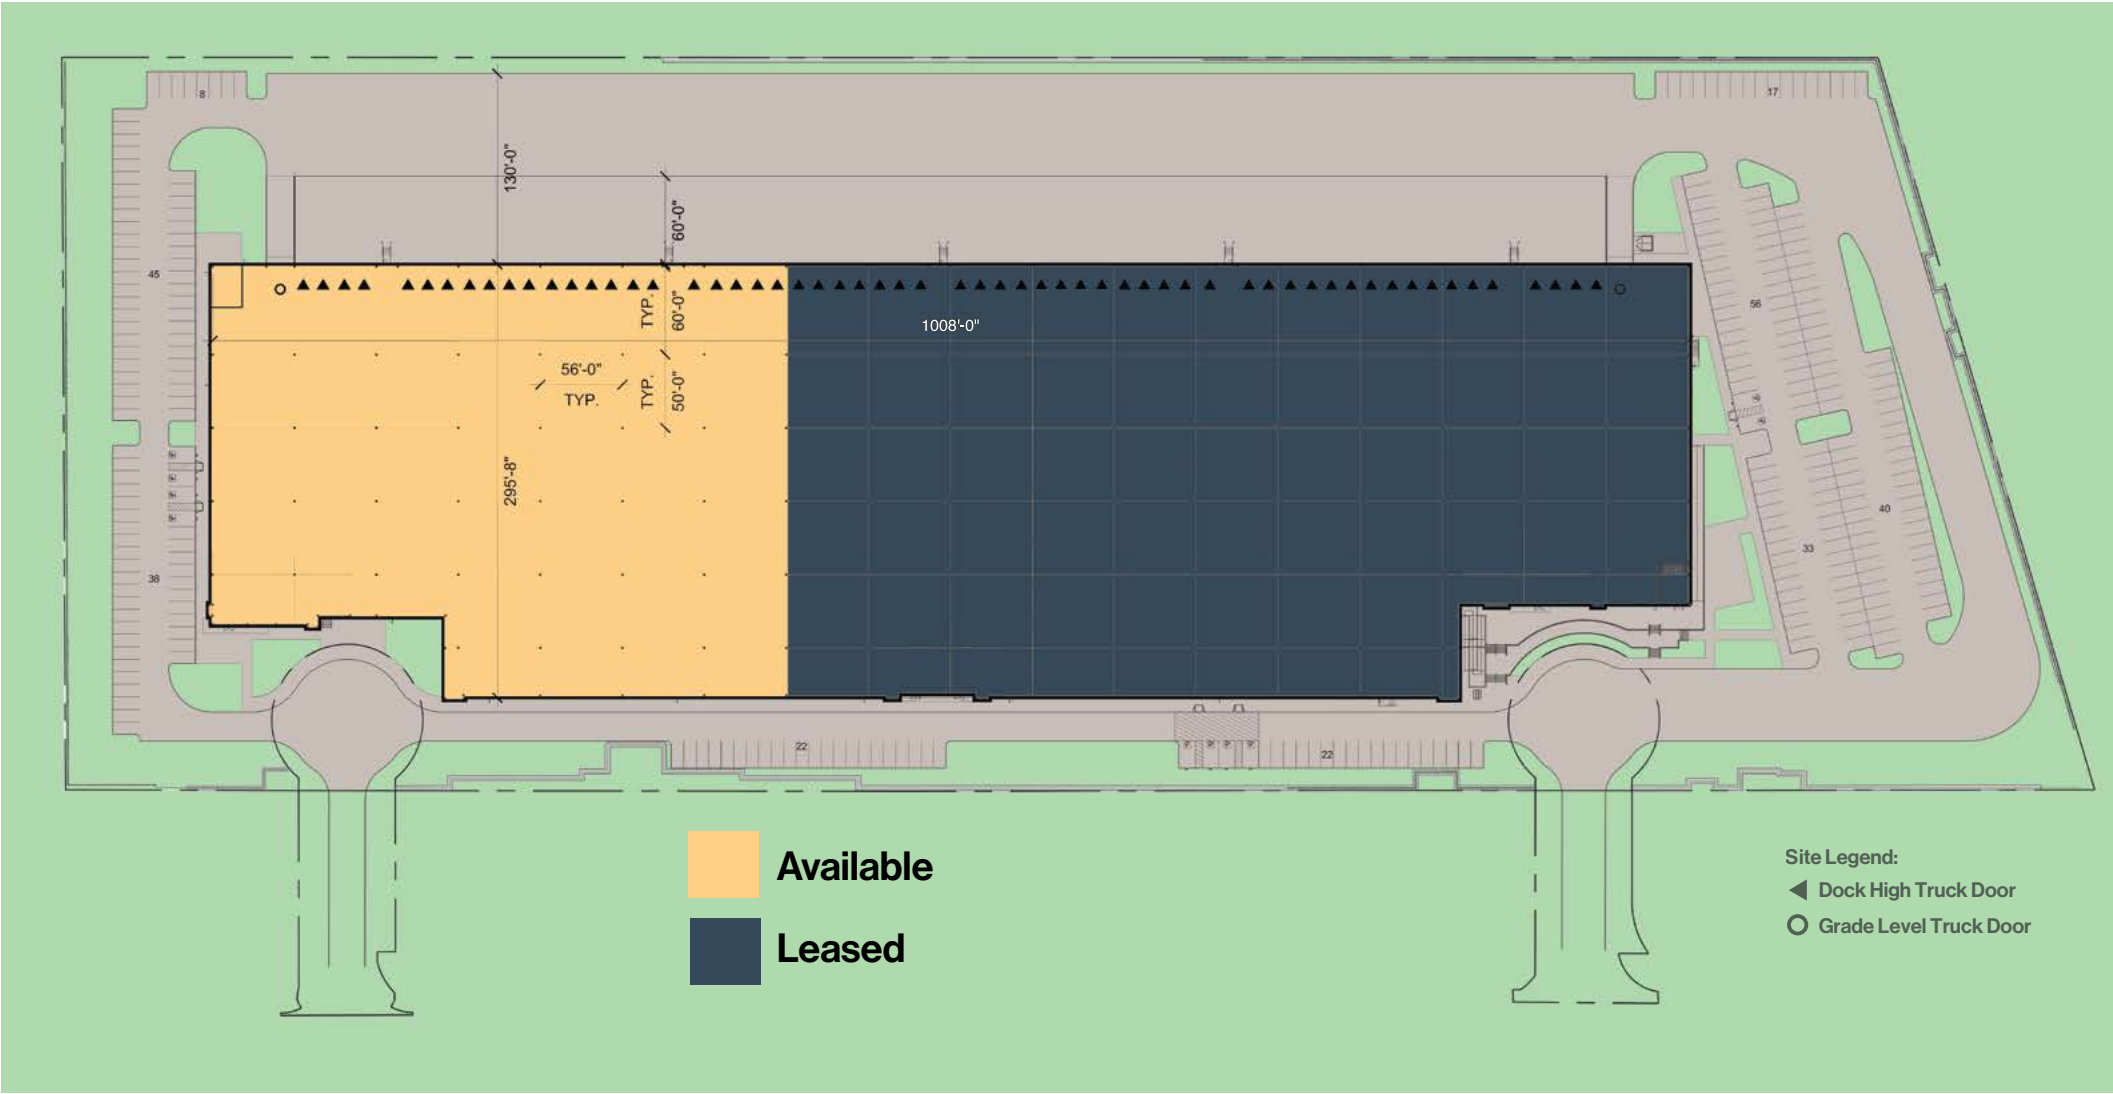 8
17
130'-0"
60'-0"
45
TYP.
60'-0"
1008'-0"
56
56'-0"
TYP.
TYP.
50'-0"
295'-8"
40
33
38
22
22
Available
Leased
Site Legend:
Dock High Truck Door
Grade Level Truck Door